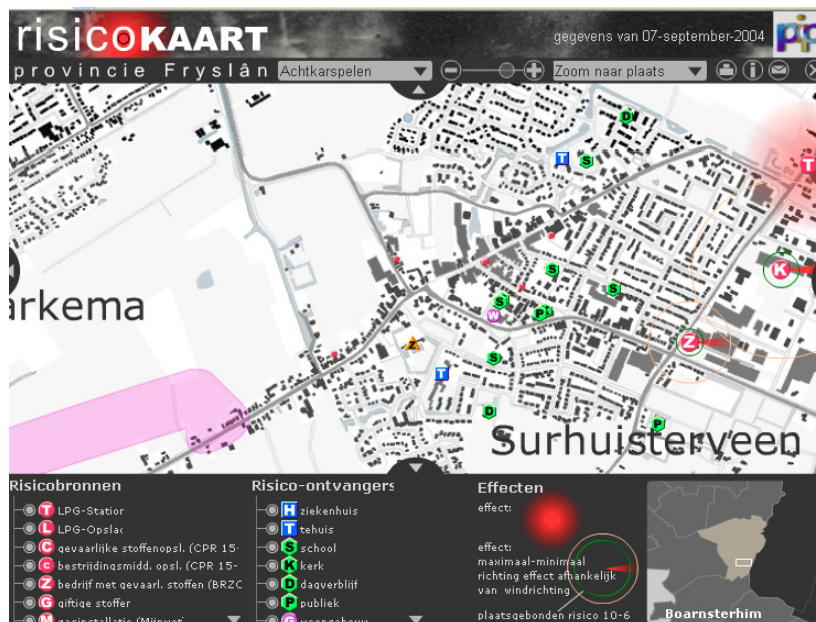 risicoKAART
gegevens van 07-september-2004
pip
provincie Fryslân
Achtkarspelen
Zoom naar plaats
D
T
S
T
K
S
S
S
P
W
Z
Z
S
T
D
P
arkema
Surhuisterveen
Risicobronnen
T LPG-Station
L LPG-Opslag
C gevaarlijke stoffenopsl. (CPR 15-
C bestrijdingsmidd. opsl. (CPR 15-
Z bedrijf met gevaarl. stoffen (BRZO
G giftige stoffen
Risico-ontvangers
H ziekenhuis
T tehuis
S school
K kerk
D dagverblijf
P publiek
G woongebouw
Effecten
effect:
effect:
maximaal-minimaal
richting effect afhankelijk
van windrichting
plaatsgebonden risico 10-6
Boarnsterhim